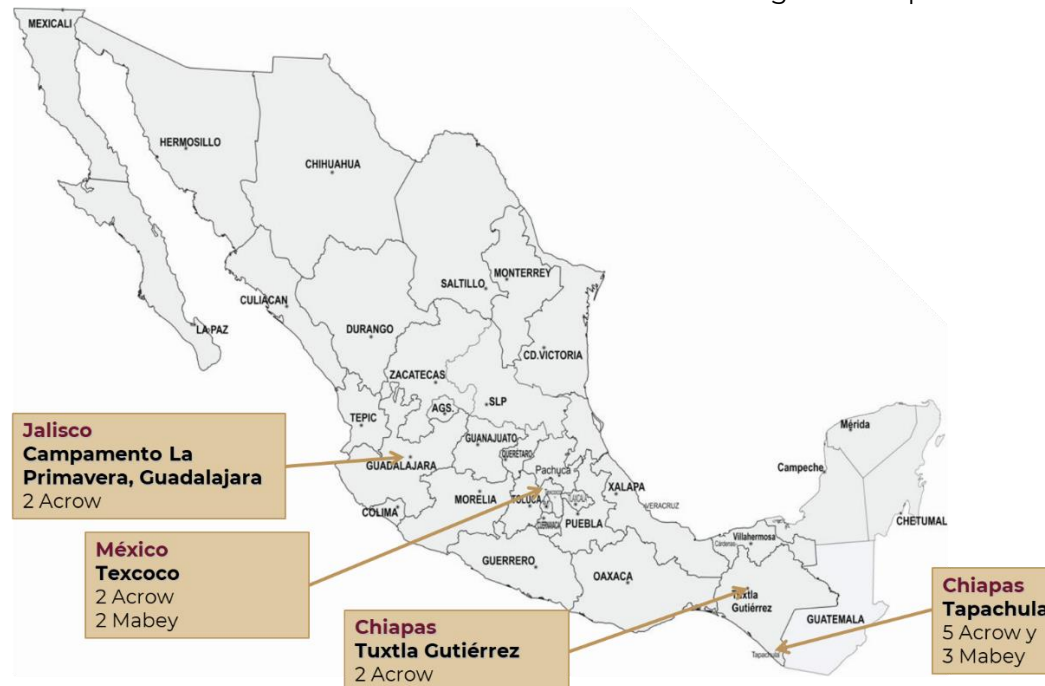 MEXICALI
HERMOSILLO
CHIHUAHUA
MONTERREY
SALTILLO
CULIACAN
LA PAZ
DURANGO
CD.VICTORIA
ZACATECAS
SLP
AGS.
TEPIC
GUANAJUATO
QUERETARO
Mérida
GUADALAJARA
Pachuca
Campeche
MORELIA
TOLUCA
TLAXCALA
XALAPA
VERACRUZ
COLIMA
PUEBLA
CHETUMAL
CUERNAVACA
Cárdenas
Villahermosa
GUERRERO
OAXACA
Tuxtla
Gutiérrez
GUATEMALA
Tapachula
Jalisco
Campamento La
Primavera, Guadalajara
2 Acrow
México
Texcoco
2 Acrow
2 Mabey
Chiapas
Tuxtla Gutiérrez
2 Acrow
Chiapas
Tapachula
5 Acrow y
3 Mabey